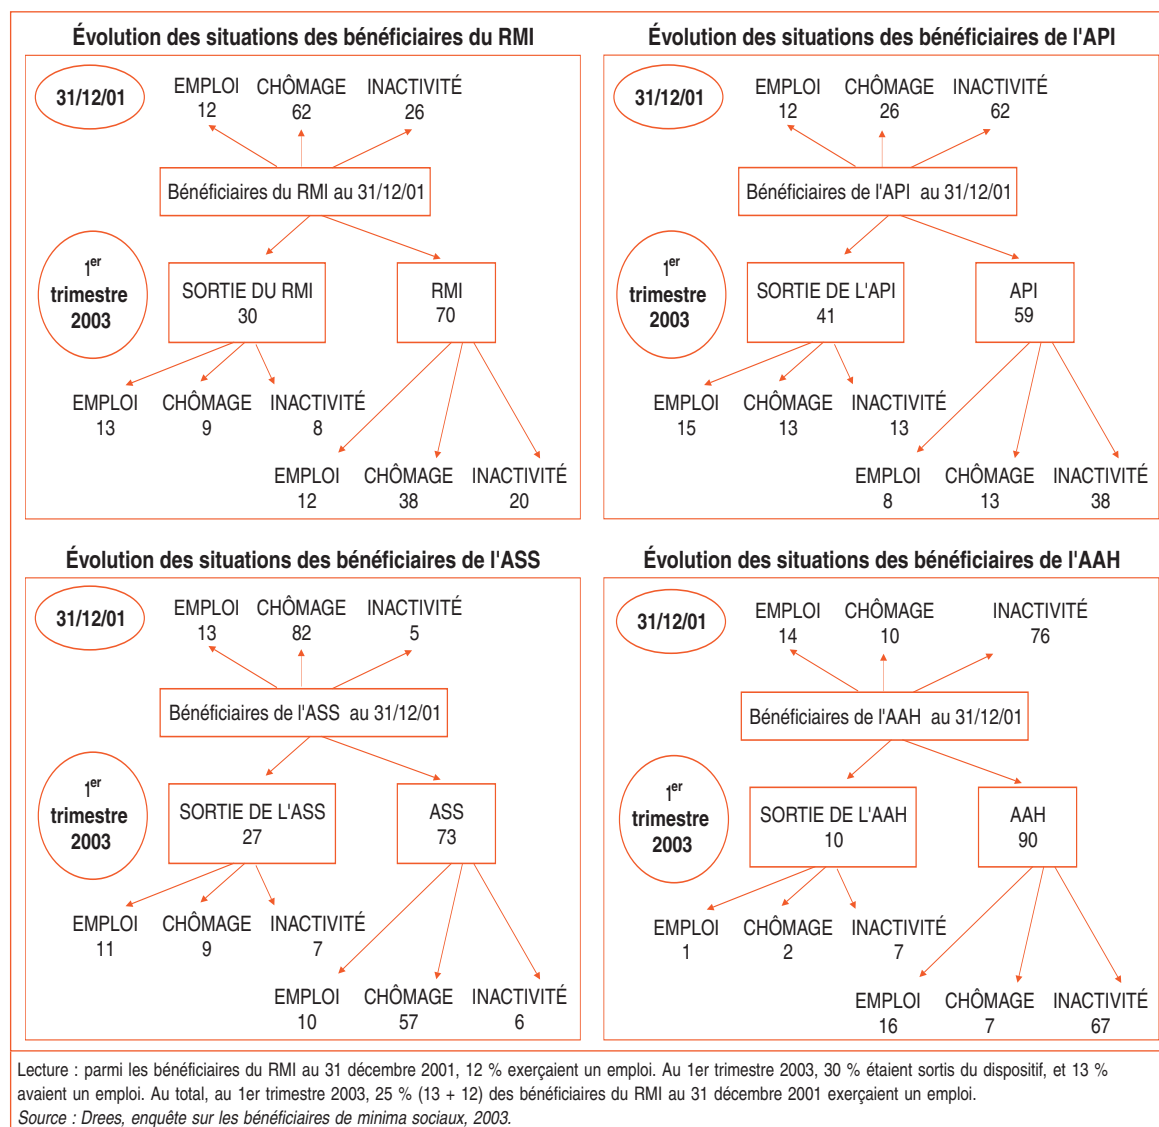 Évolution des situations des bénéficiaires du RMI
31/12/01
EMPLOI CHÔMAGE INACTIVITÉ
12 62 26
Bénéficiaires du RMI au 31/12/01
1er
trimestre
2003
SORTIE DU RMI
30
RMI
70
EMPLOI CHÔMAGE INACTIVITÉ
13 9 8
EMPLOI CHÔMAGE INACTIVITÉ
12 38 20
Évolution des situations des bénéficiaires de l'API
31/12/01
EMPLOI CHÔMAGE INACTIVITÉ
12 26 62
Bénéficiaires de l'API au 31/12/01
1er
trimestre
2003
SORTIE DE L'API
41
API
59
EMPLOI CHÔMAGE INACTIVITÉ
15 13 13
EMPLOI CHÔMAGE INACTIVITÉ
8 13 38
Évolution des situations des bénéficiaires de l'ASS
31/12/01
EMPLOI CHÔMAGE INACTIVITÉ
13 82 5
Bénéficiaires de l'ASS au 31/12/01
1er
trimestre
2003
SORTIE DE L'ASS
27
ASS
73
EMPLOI CHÔMAGE INACTIVITÉ
11 9 7
EMPLOI CHÔMAGE INACTIVITÉ
10 57 6
Évolution des situations des bénéficiaires de l'AAH
31/12/01
EMPLOI CHÔMAGE INACTIVITÉ
14 10 76
Bénéficiaires de l'AAH au 31/12/01
1er
trimestre
2003
SORTIE DE L'AAH
10
AAH
90
EMPLOI CHÔMAGE INACTIVITÉ
1 2 7
EMPLOI CHÔMAGE INACTIVITÉ
16 7 67
Lecture : parmi les bénéficiaires du RMI au 31 décembre 2001, 12 % exerçaient un emploi. Au 1er trimestre 2003, 30 % étaient sortis du dispositif, et 13 %
avaient un emploi. Au total, au 1er trimestre 2003, 25 % (13 + 12) des bénéficiaires du RMI au 31 décembre 2001 exerçaient un emploi.
Source : Drees, enquête sur les bénéficiaires de minima sociaux, 2003.